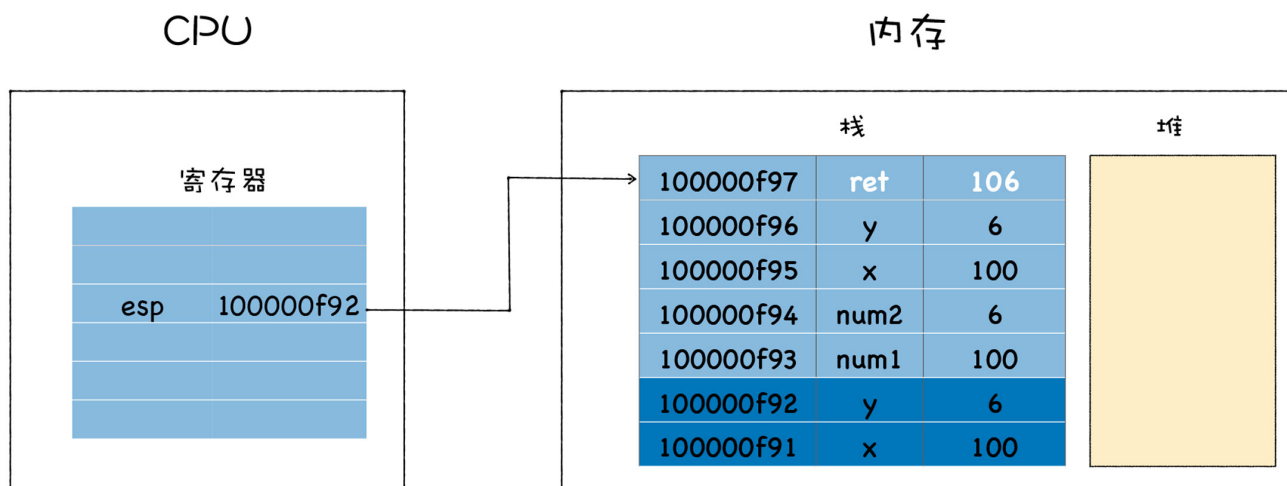 CPU
内存
寄存器
esp 100000f92
栈
堆
100000f97 ret 106
100000f96 y 6
100000f95 x 100
100000f94 num2 6
100000f93 num1 100
100000f92 y 6
100000f91 x 100